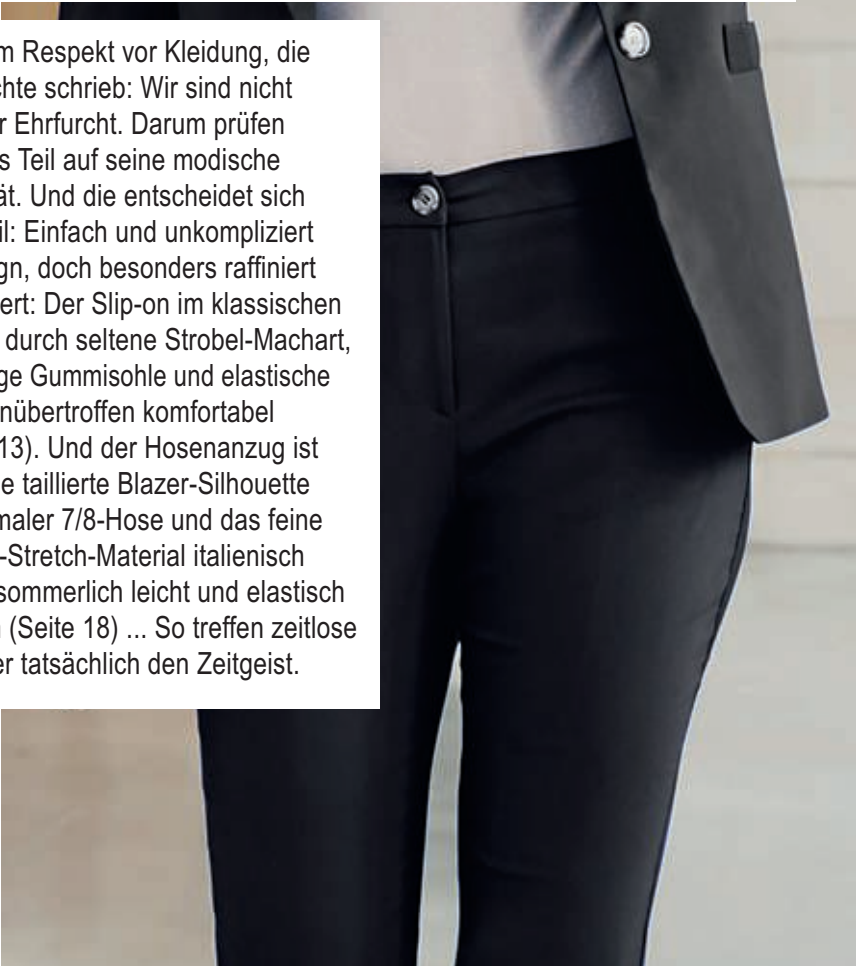 m Respekt vor Kleidung, die
chte schrieb: Wir sind nicht
r Ehrfurcht. Darum prüfen
s Teil auf seine modische
ät. Und die entscheidet sich
il: Einfach und unkompliziert
gn, doch besonders raffiniert
ert: Der Slip-on im klassischen
durch seltene Strobel-Machart,
ge Gummisohle und elastische
nübertroffen komfortabel
13). Und der Hosenanzug ist
e taillierte Blazer-Silhouette
maler 7/8-Hose und das feine
-Stretch-Material italienisch
sommerlich leicht und elastisch
(Seite 18) ... So treffen zeitlose
er tatsächlich den Zeitgeist.